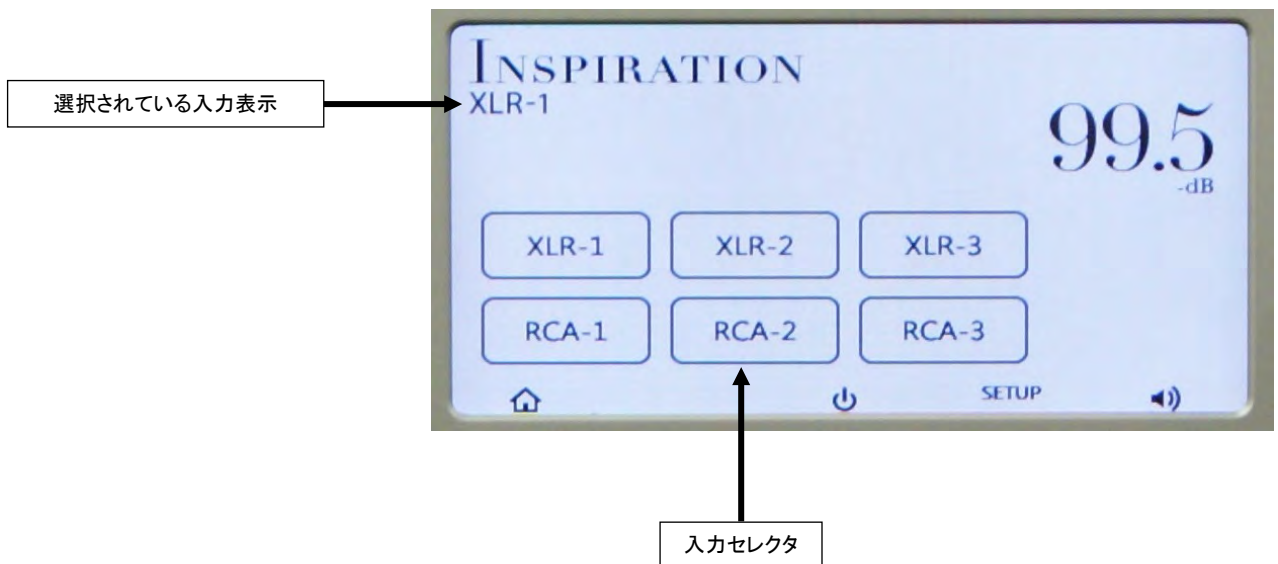 INSPIRATION
選択されている入力表示
XLR-1
99.5
-dB
XLR-1 XLR-2 XLR-3
RCA-1 RCA-2 RCA-3
SETUP
入力セレクタ